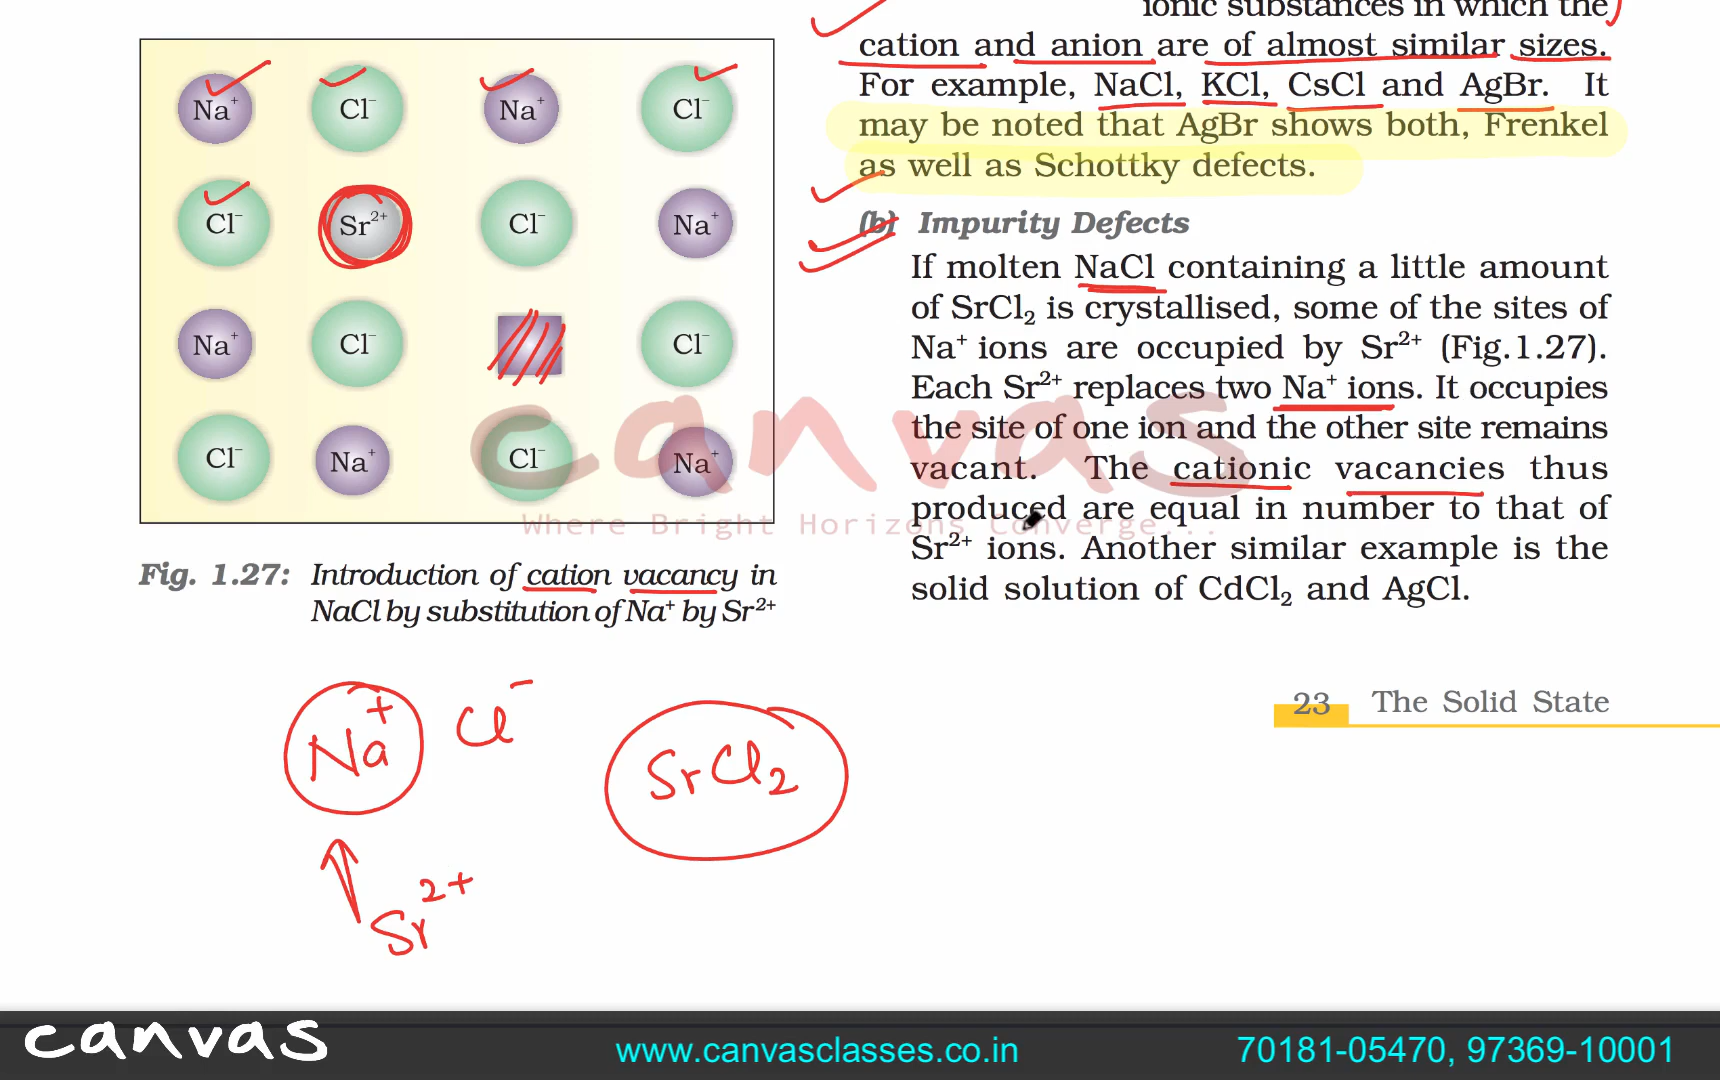 ionic substances in which the
cation and anion are of almost similar sizes.
For example, NaCl, KCl, CsCl and AgBr. It
may be noted that AgBr shows both, Frenkel
as well as Schottky defects.
Na⁺ Cl⁻ Na⁺ Cl⁻
Cl⁻ Sr²⁺ Cl⁻ Na⁺
Na⁺ Cl⁻ Cl⁻
Cl⁻ Na⁺ Cl⁻ Na⁺
Fig. 1.27: Introduction of cation vacancy in
NaCl by substitution of Na⁺ by Sr²⁺
(b) Impurity Defects
If molten NaCl containing a little amount
of SrCl₂ is crystallised, some of the sites of
Na⁺ ions are occupied by Sr²⁺ (Fig.1.27).
Each Sr²⁺ replaces two Na⁺ ions. It occupies
the site of one ion and the other site remains
vacant. The cationic vacancies thus
produced are equal in number to that of
Sr²⁺ ions. Another similar example is the
solid solution of CdCl₂ and AgCl.
canvas
Where Bright Horizons Converge...
23 The Solid State
Na⁺ Cl⁻
SrCl₂
Sr²⁺
canvas
www.canvasclasses.co.in
70181-05470, 97369-10001